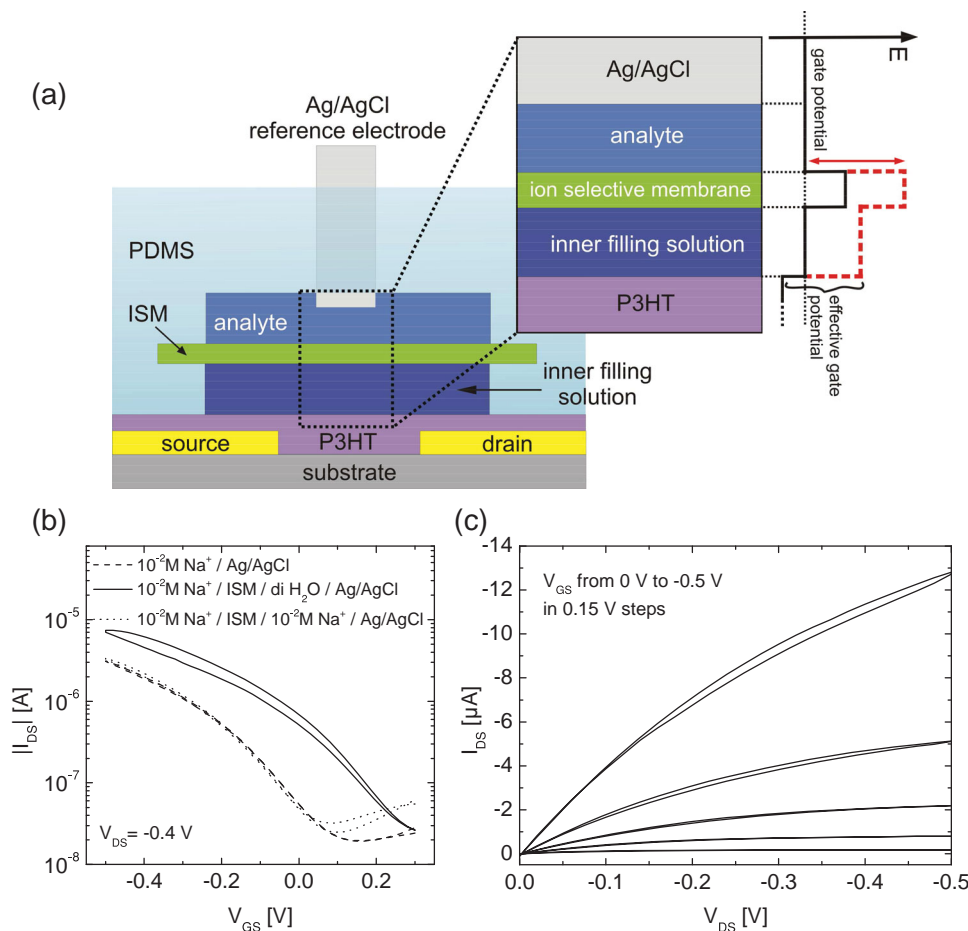 (a)
Ag/AgCl
reference electrode
PDMS
ISM
analyte
inner filling
solution
source
P3HT
drain
substrate
Ag/AgCl
analyte
ion selective membrane
inner filling solution
P3HT
E
gate potential
effective gate
potential
(b)
10⁻²M Na⁺ / Ag/AgCl
10⁻²M Na⁺ / ISM / di H₂O / Ag/AgCl
10⁻²M Na⁺ / ISM / 10⁻²M Na⁺ / Ag/AgCl
10⁻⁵
10⁻⁶
10⁻⁷
10⁻⁸
|I_DS| [A]
V_DS= -0.4 V
-0.4 -0.2 0.0 0.2
V_GS [V]
(c)
V_GS from 0 V to -0.5 V
in 0.15 V steps
-14
-12
-10
-8
-6
-4
-2
0
I_DS [µA]
0.0 -0.1 -0.2 -0.3 -0.4 -0.5
V_DS [V]